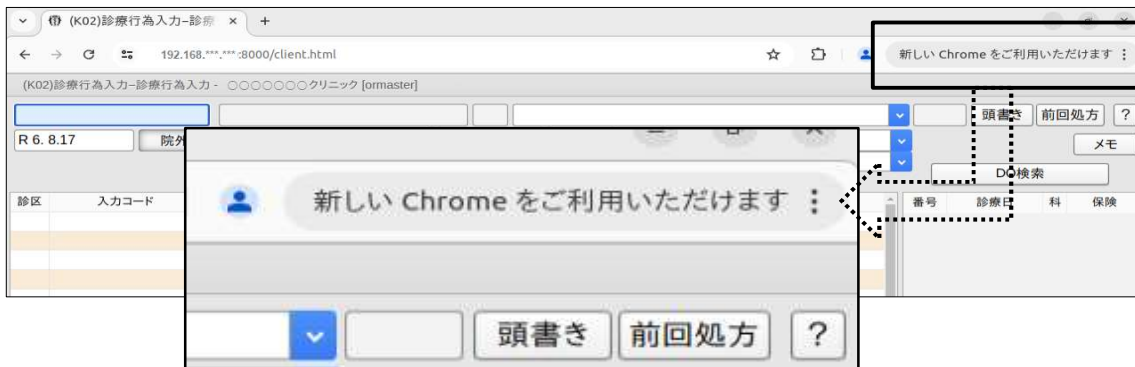 (K02)診療行為入力–診療
192.168.***.***:8000/client.html
新しい Chrome をご利用いただけます
(K02)診療行為入力–診療行為入力 - ○○○○○○○クリニック [ormaster]
頭書き 前回処方 ?
R 6. 8.17 院外 メモ
DO検索
診区 入力コード 番号 診療日 科 保険
新しい Chrome をご利用いただけます
頭書き 前回処方 ?